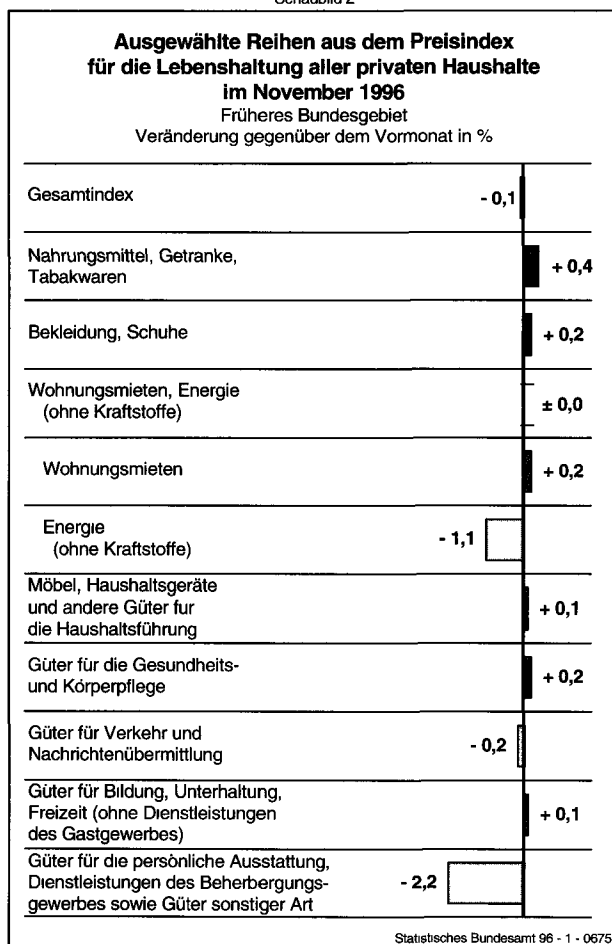 Schaubild 2
Ausgewählte Reihen aus dem Preisindex
für die Lebenshaltung aller privaten Haushalte
im November 1996
Früheres Bundesgebiet
Veränderung gegenüber dem Vormonat in %
Gesamtindex
- 0,1
Nahrungsmittel, Getranke,
Tabakwaren
+ 0,4
Bekleidung, Schuhe
+ 0,2
Wohnungsmieten, Energie
(ohne Kraftstoffe)
± 0,0
Wohnungsmieten
+ 0,2
Energie
(ohne Kraftstoffe)
- 1,1
Möbel, Haushaltsgeräte
und andere Güter fur
die Haushaltsführung
+ 0,1
Güter für die Gesundheits-
und Körperpflege
+ 0,2
Güter für Verkehr und
Nachrichtenübermittlung
- 0,2
Güter für Bildung, Unterhaltung,
Freizeit (ohne Dienstleistungen
des Gastgewerbes)
+ 0,1
Güter für die persönliche Ausstattung,
Dienstleistungen des Beherbergungs-
gewerbes sowie Güter sonstiger Art
- 2,2
Statistisches Bundesamt 96 - 1 - 0675